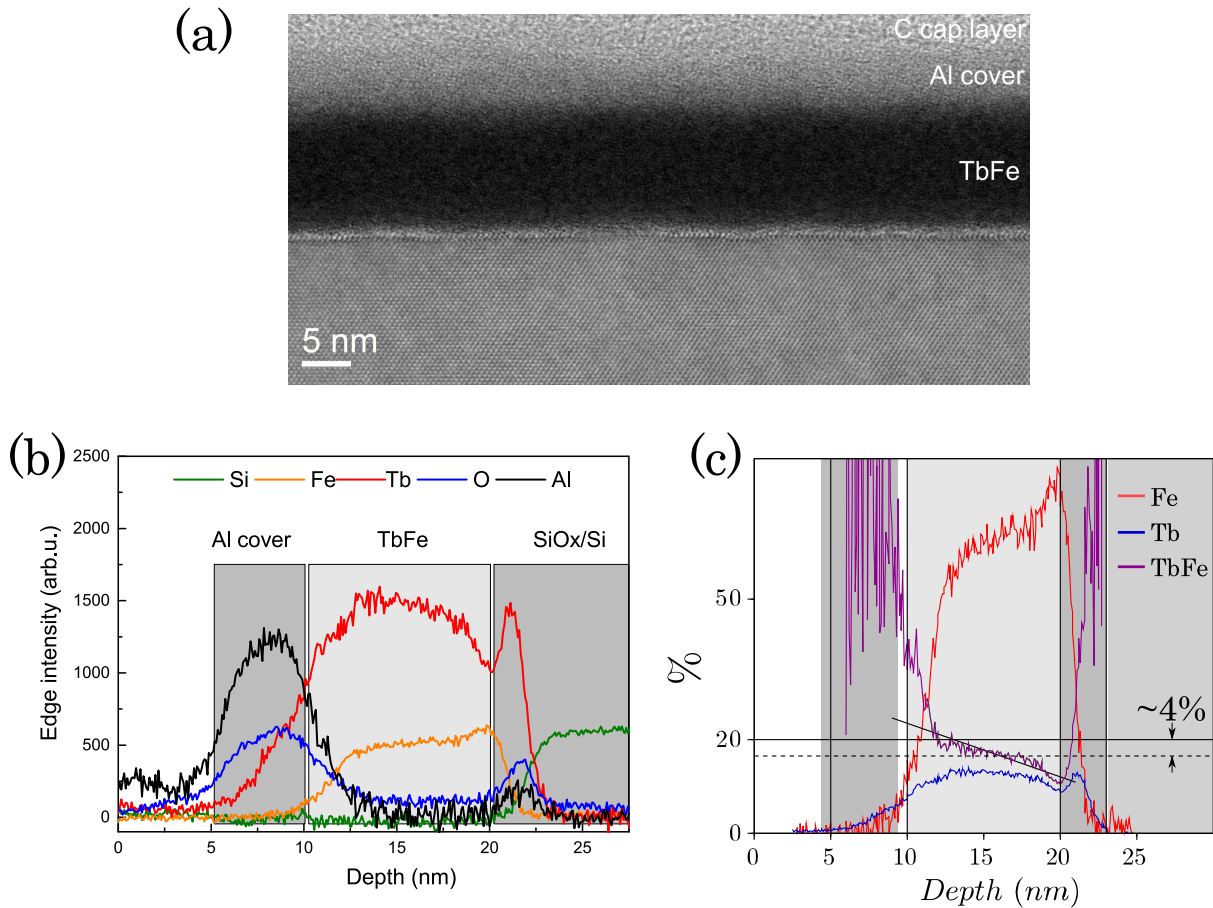 (a)
C cap layer
Al cover
TbFe
5 nm
(b)
2500
2000
1500
1000
500
0
Edge intensity (arb.u.)
Si Fe Tb O Al
Al cover TbFe SiOx/Si
0 5 10 15 20 25
Depth (nm)
(c)
%
50
20
0
Fe
Tb
TbFe
~4%
0 5 10 15 20 25
Depth (nm)